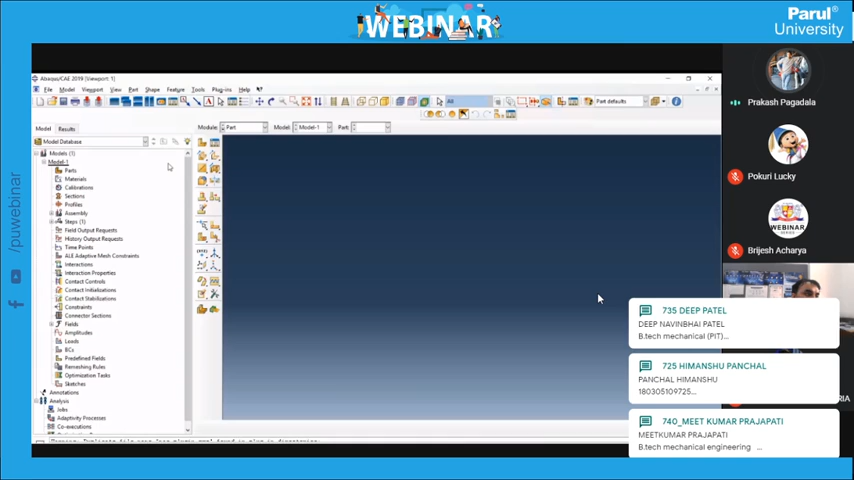 WEBINAR
Parul®
University
/puwebinar
Abaqus/CAE 2019 [Viewport: 1]
File Model Viewport View Part Shape Feature Tools Plug-ins Help
All
Part defaults
Model Results
Module: Part Model: Model-1 Part:
Model Database
Models (1)
Model-1
Parts
Materials
Calibrations
Sections
Profiles
Assembly
Steps (1)
Field Output Requests
History Output Requests
Time Points
ALE Adaptive Mesh Constraints
Interactions
Interaction Properties
Contact Controls
Contact Initializations
Contact Stabilizations
Constraints
Connector Sections
Fields
Amplitudes
Loads
BCs
Predefined Fields
Remeshing Rules
Optimization Tasks
Sketches
Annotations
Analysis
Jobs
Adaptivity Processes
Co-executions
Prakash Pagadala
Pokuri Lucky
WEBINAR
Brijesh Acharya
735 DEEP PATEL
DEEP NAVINBHAI PATEL
B.tech mechanical (PIT)...
725 HIMANSHU PANCHAL
PANCHAL HIMANSHU
180305109725...
740_MEET KUMAR PRAJAPATI
MEETKUMAR PRAJAPATI
B.tech mechanical engineering ...